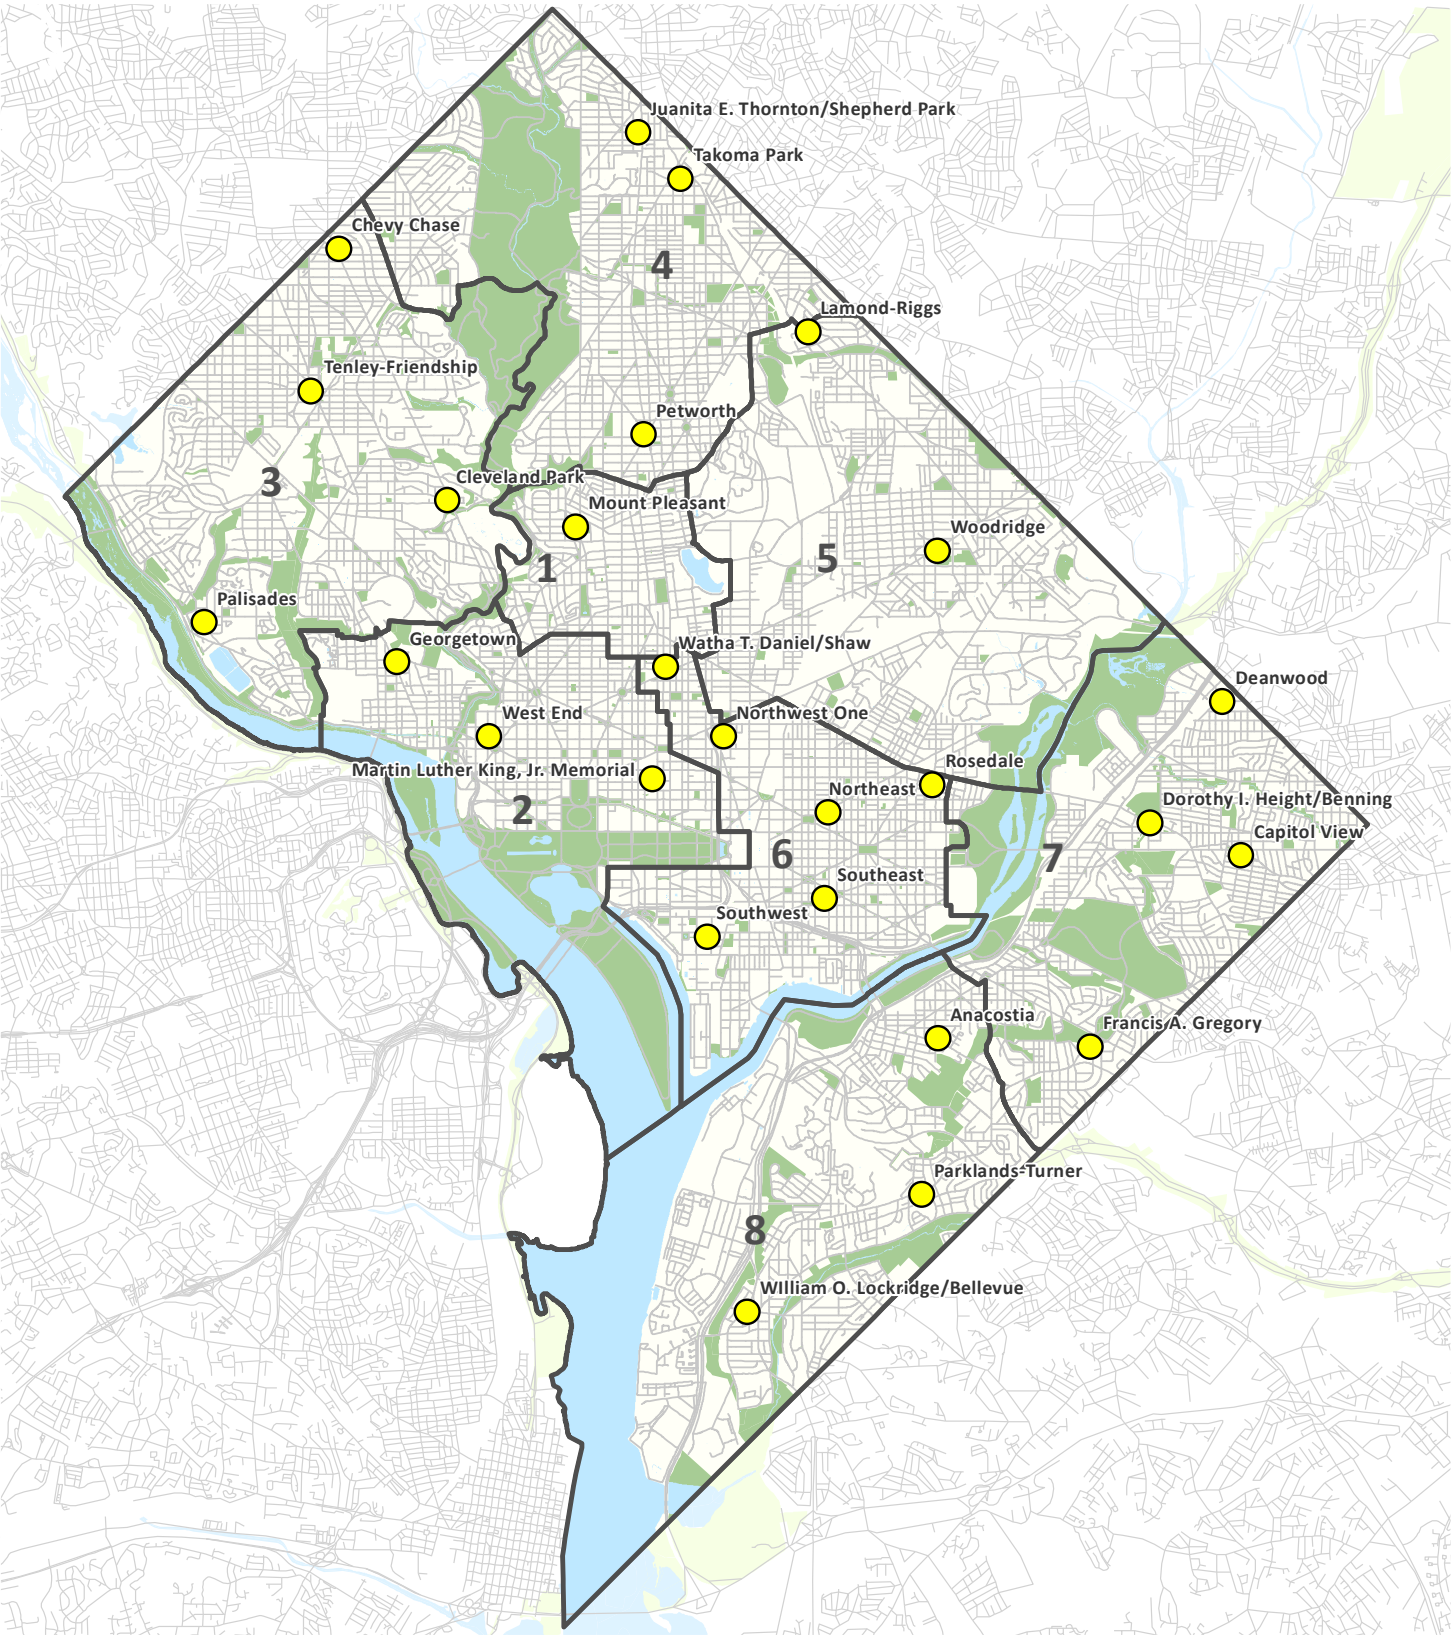 Juanita E. Thornton/Shepherd Park
Takoma Park
Chevy Chase
4
Lamond-Riggs
Tenley-Friendship
Petworth
3
Cleveland Park
Mount Pleasant
Woodridge
5
1
Palisades
Georgetown
Watha T. Daniel/Shaw
Deanwood
West End
Northwest One
Rosedale
Martin Luther King, Jr. Memorial
Northeast
Dorothy I. Height/Benning
2
Capitol View
6
7
Southeast
Southwest
Anacostia
Francis A. Gregory
Parklands-Turner
8
WIlliam O. Lockridge/Bellevue